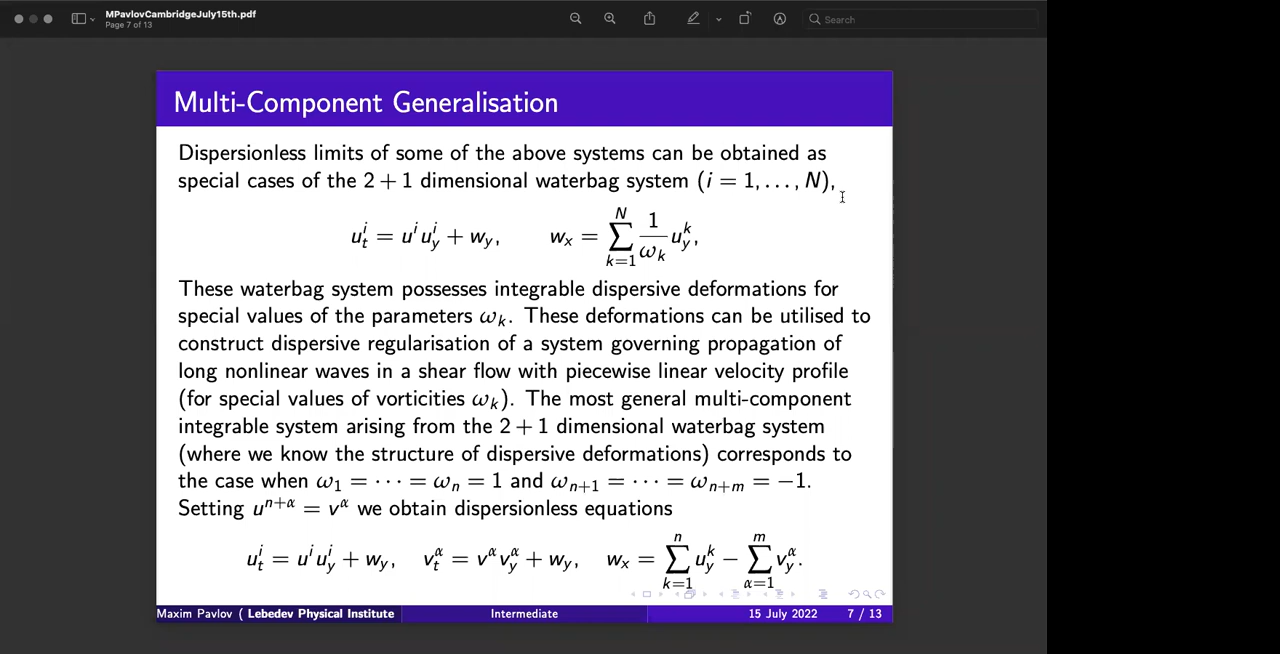 MPavlovCambridgeJuly15th.pdf
Page 7 of 13
Search
Multi-Component Generalisation
Dispersionless limits of some of the above systems can be obtained as
special cases of the 2 + 1 dimensional waterbag system (i = 1, . . . , N),
u^i_t = u^i u^i_y + w_y,    w_x = ∑_{k=1}^{N} \frac{1}{ω_k} u^k_y,
These waterbag system possesses integrable dispersive deformations for
special values of the parameters ω_k. These deformations can be utilised to
construct dispersive regularisation of a system governing propagation of
long nonlinear waves in a shear flow with piecewise linear velocity profile
(for special values of vorticities ω_k). The most general multi-component
integrable system arising from the 2 + 1 dimensional waterbag system
(where we know the structure of dispersive deformations) corresponds to
the case when ω_1 = ··· = ω_n = 1 and ω_{n+1} = ··· = ω_{n+m} = −1.
Setting u^{n+α} = v^α we obtain dispersionless equations
u^i_t = u^i u^i_y + w_y,    v^α_t = v^α v^α_y + w_y,    w_x = ∑_{k=1}^{n} u^k_y − ∑_{α=1}^{m} v^α_y.
Maxim Pavlov ( Lebedev Physical Institute
Intermediate
15 July 2022
7 / 13